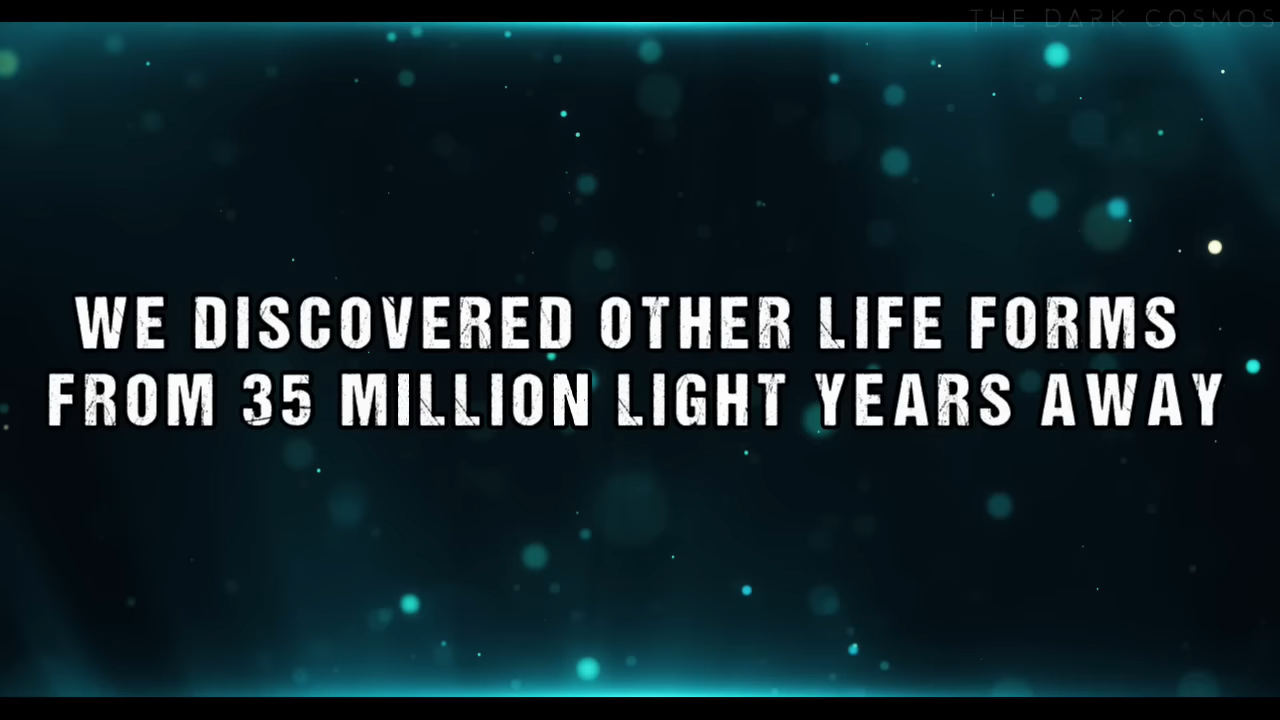 THE DARK COSMOS
WE DISCOVERED OTHER LIFE FORMS
FROM 35 MILLION LIGHT YEARS AWAY